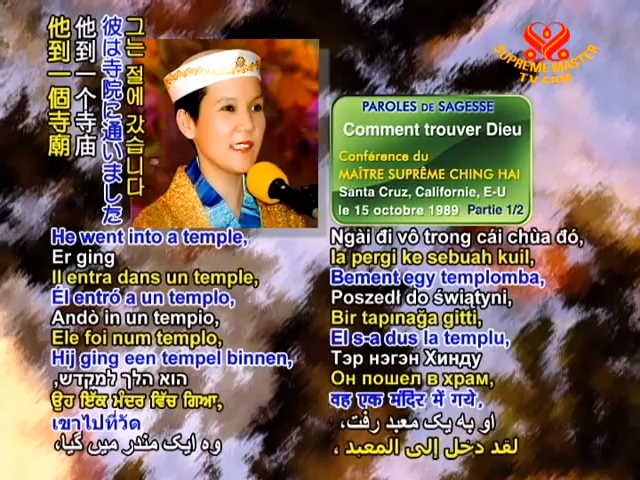 그는 절에 갔습니다
彼は寺院に通いました
他到一个寺庙
他到一個寺廟
SUPREME MASTER
TV.COM
PAROLES DE SAGESSE
Comment trouver Dieu
Conférence du
MAÎTRE SUPRÊME CHING HAI
Santa Cruz, Californie, E-U
le 15 octobre 1989 Partie 1/2
He went into a temple,
Er ging
Il entra dans un temple,
Él entró a un templo,
Andò in un tempio,
Ele foi num templo,
Hij ging een tempel binnen,
הוא הלך למקדש,
ਉਹ ਇੱਕ ਮੰਦਰ ਵਿੱਚ ਗਿਆ,
เขาไปที่วัด
وہ ایک مندر میں گیا،
Ngài đi vô trong cái chùa đó,
Ia pergi ke sebuah kuil,
Bement egy templomba,
Poszedł do świątyni,
Bir tapınağa gitti,
El s-a dus la templu,
Тэр нэгэн Хинду
Он пошел в храм,
वह एक मंदिर में गये,
او به یک معبد رفت،
لقد دخل إلى المعبد ،